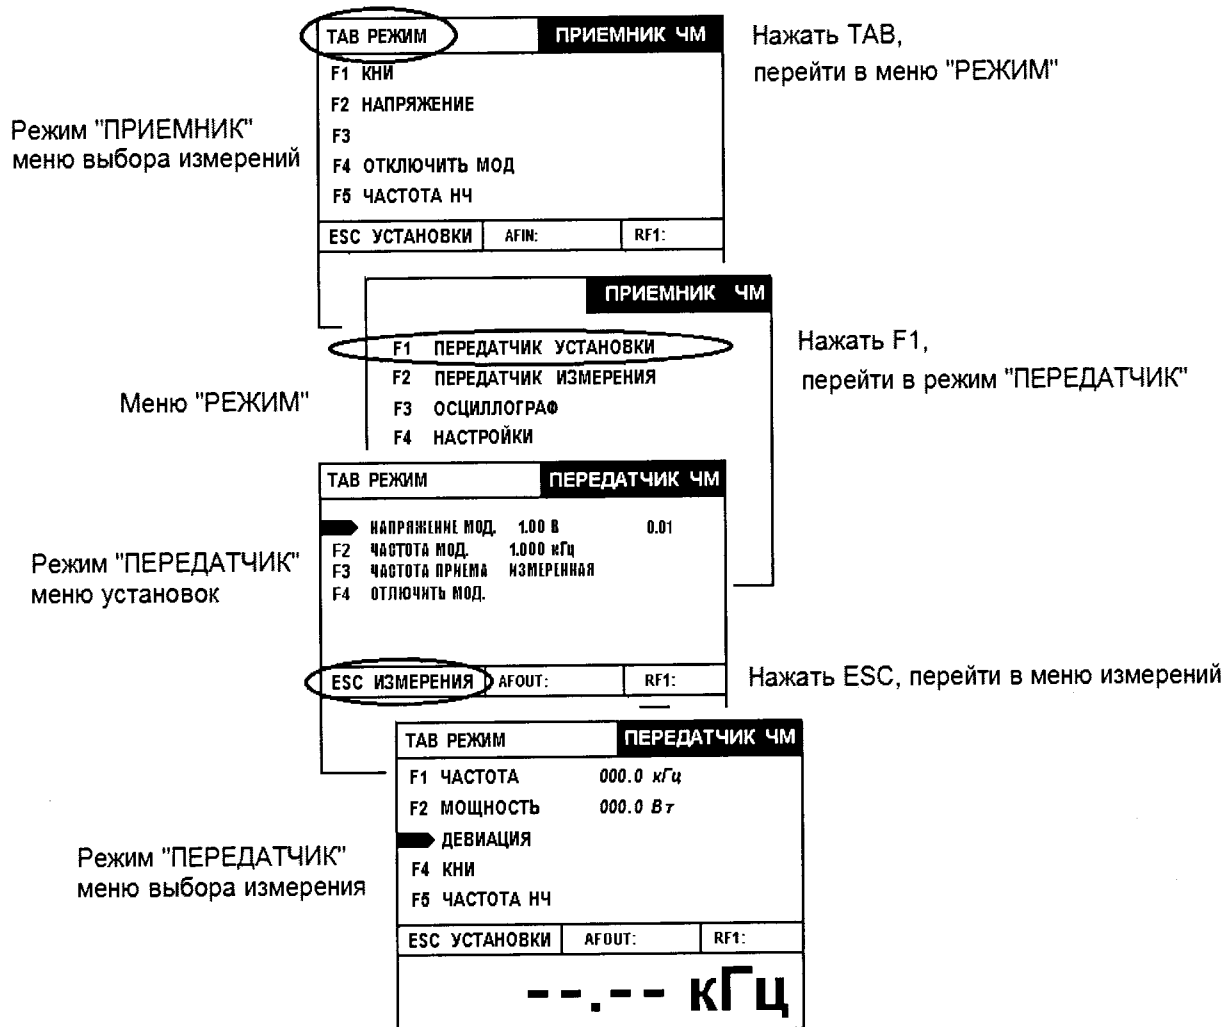 TAB РЕЖИМ ПРИЕМНИК ЧМ
Нажать TAB,
перейти в меню "РЕЖИМ"
F1 КНИ
F2 НАПРЯЖЕНИЕ
F3
F4 ОТКЛЮЧИТЬ МОД
F5 ЧАСТОТА НЧ
Режим "ПРИЕМНИК"
меню выбора измерений
ESC УСТАНОВКИ AFIN: RF1:
ПРИЕМНИК ЧМ
F1 ПЕРЕДАТЧИК УСТАНОВКИ
F2 ПЕРЕДАТЧИК ИЗМЕРЕНИЯ
F3 ОСЦИЛЛОГРАФ
F4 НАСТРОЙКИ
Нажать F1,
перейти в режим "ПЕРЕДАТЧИК"
Меню "РЕЖИМ"
TAB РЕЖИМ ПЕРЕДАТЧИК ЧМ
НАПРЯЖЕНИЕ МОД. 1.00 В 0.01
F2 ЧАСТОТА МОД. 1.000 кГц
F3 ЧАСТОТА ПРИЕМА ИЗМЕРЕННАЯ
F4 ОТЛЮЧИТЬ МОД.
Режим "ПЕРЕДАТЧИК"
меню установок
ESC ИЗМЕРЕНИЯ AFOUT: RF1:
Нажать ESC, перейти в меню измерений
TAB РЕЖИМ ПЕРЕДАТЧИК ЧМ
F1 ЧАСТОТА 000.0 кГц
F2 МОЩНОСТЬ 000.0 Вт
ДЕВИАЦИЯ
F4 КНИ
F5 ЧАСТОТА НЧ
Режим "ПЕРЕДАТЧИК"
меню выбора измерения
ESC УСТАНОВКИ AFOUT: RF1:
--.-- кГц